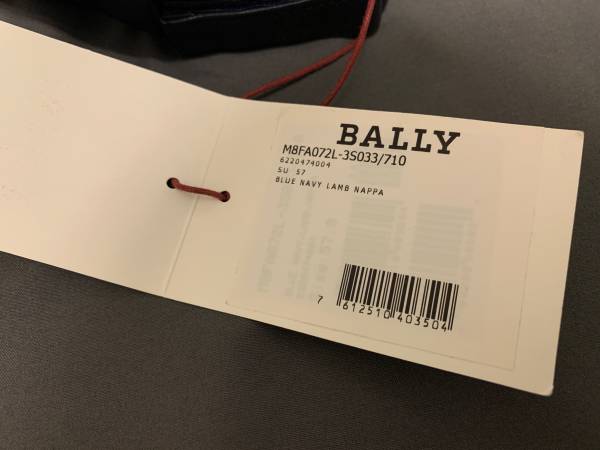 BALLY
M8FA072L-3S033/710
6220474004
SU 57
BLUE NAVY LAMB NAPPA
7 612510 403504